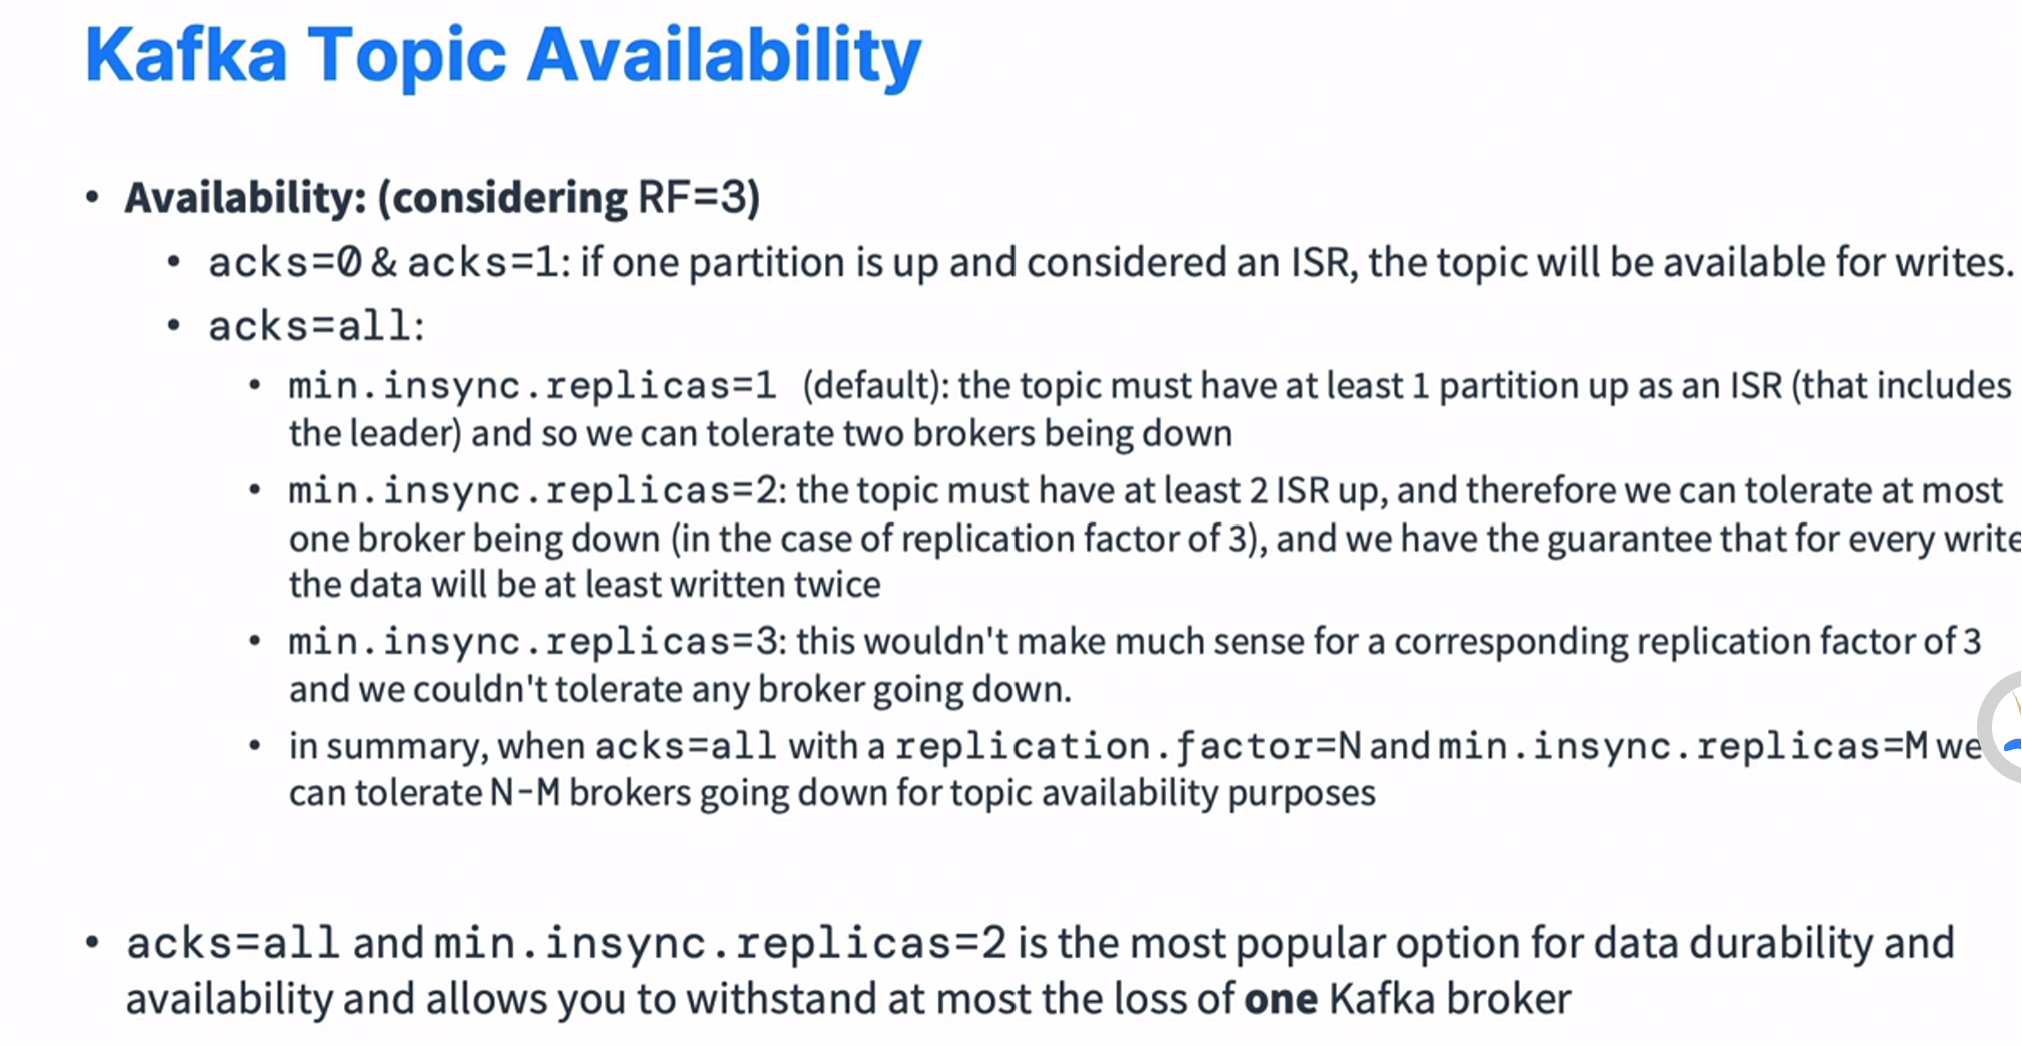 Kafka Topic Availability
• Availability: (considering RF=3)
• acks=0 & acks=1: if one partition is up and considered an ISR, the topic will be available for writes.
• acks=all:
• min.insync.replicas=1 (default): the topic must have at least 1 partition up as an ISR (that includes
the leader) and so we can tolerate two brokers being down
• min.insync.replicas=2: the topic must have at least 2 ISR up, and therefore we can tolerate at most
one broker being down (in the case of replication factor of 3), and we have the guarantee that for every write
the data will be at least written twice
• min.insync.replicas=3: this wouldn't make much sense for a corresponding replication factor of 3
and we couldn't tolerate any broker going down.
• in summary, when acks=all with a replication.factor=N and min.insync.replicas=M we
can tolerate N-M brokers going down for topic availability purposes
• acks=all and min.insync.replicas=2 is the most popular option for data durability and
availability and allows you to withstand at most the loss of one Kafka broker